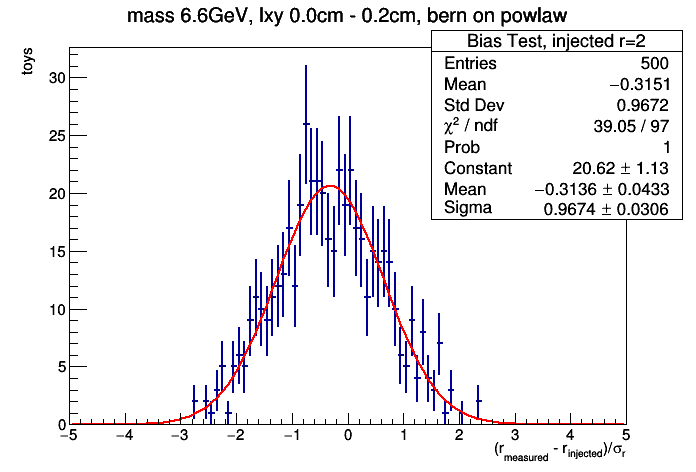 mass 6.6GeV, lxy 0.0cm - 0.2cm, bern on powlaw
Bias Test, injected r=2
Entries 500
Mean −0.3151
Std Dev 0.9672
χ² / ndf 39.05 / 97
Prob 1
Constant 20.62 ± 1.13
Mean −0.3136 ± 0.0433
Sigma 0.9674 ± 0.0306
toys
30
25
20
15
10
5
0
−5 −4 −3 −2 −1 0 1 2 3 4 5
(r_measured - r_injected)/σ_r